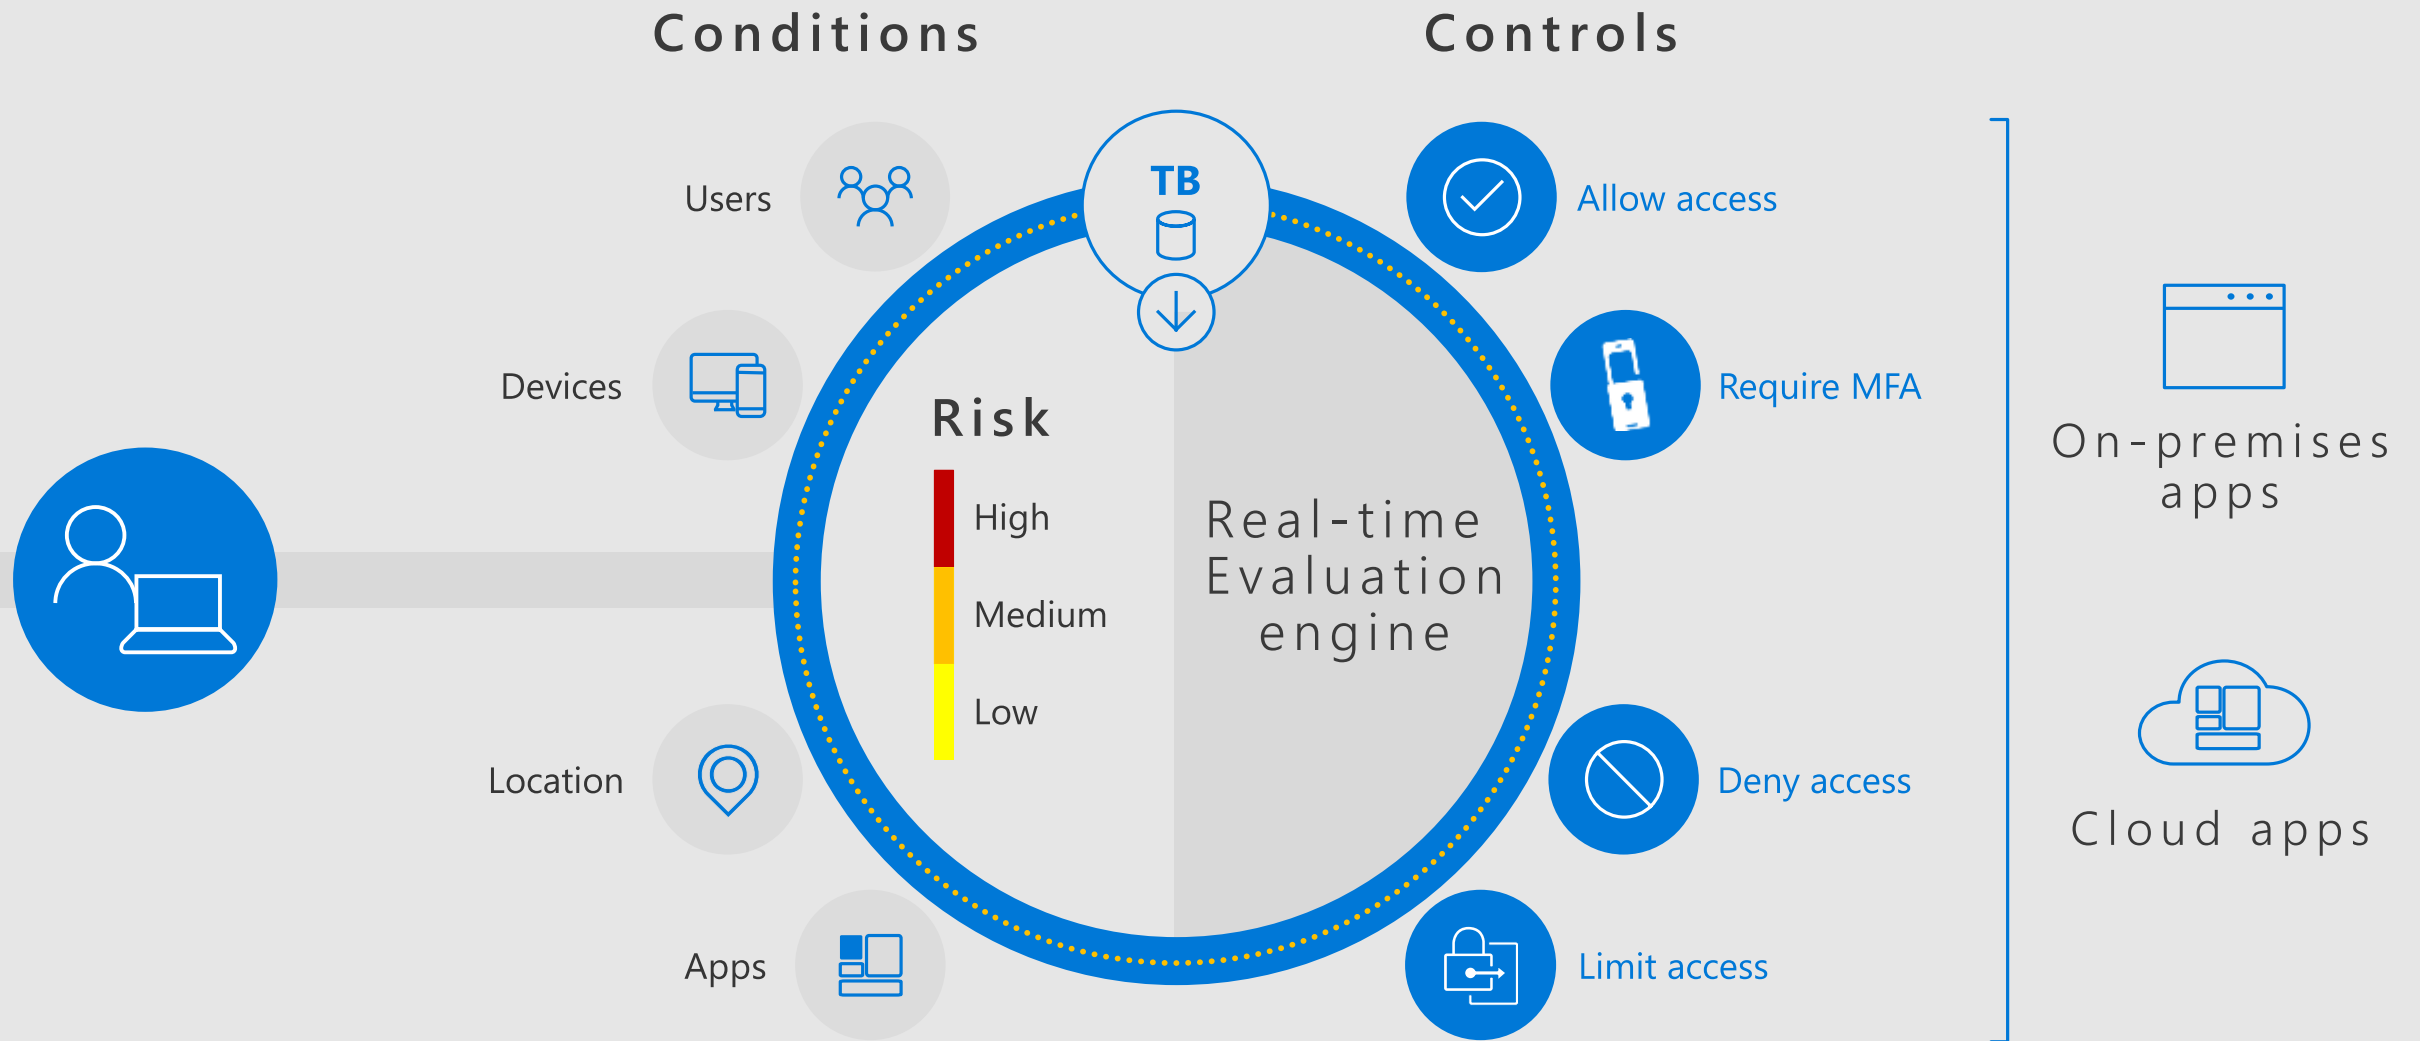 Conditions
Controls
TB
Users
Allow access
Devices
Require MFA
Risk
High
Medium
Low
Real-time
Evaluation
engine
On-premises
apps
Location
Deny access
Cloud apps
Apps
Limit access